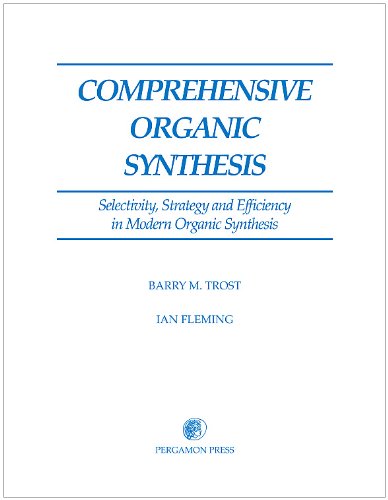 COMPREHENSIVE
ORGANIC
SYNTHESIS
Selectivity, Strategy and Efficiency
in Modern Organic Synthesis
BARRY M. TROST
IAN FLEMING
PERGAMON PRESS